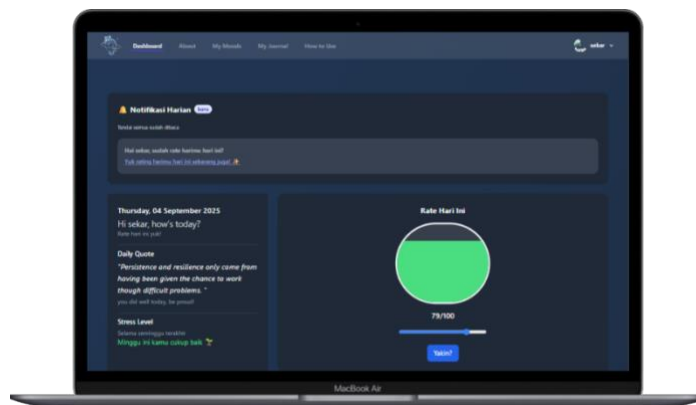 Dashboard About My Moods My Journal How to Use
sekar
Notifikasi Harian baru
Tandai semua sudah dibaca
Hai sekar, sudah rate harimu hari ini?
Yuk rating harimu hari ini sekarang juga!
Thursday, 04 September 2025
Hi sekar, how's today?
Rate hari ini yuk!
Daily Quote
"Persistence and resilience only come from
having been given the chance to work
though difficult problems. "
you did well today, be proud!
Stress Level
Selama seminggu terakhir
Minggu ini kamu cukup baik
Rate Hari Ini
79/100
Yakin?
MacBook Air